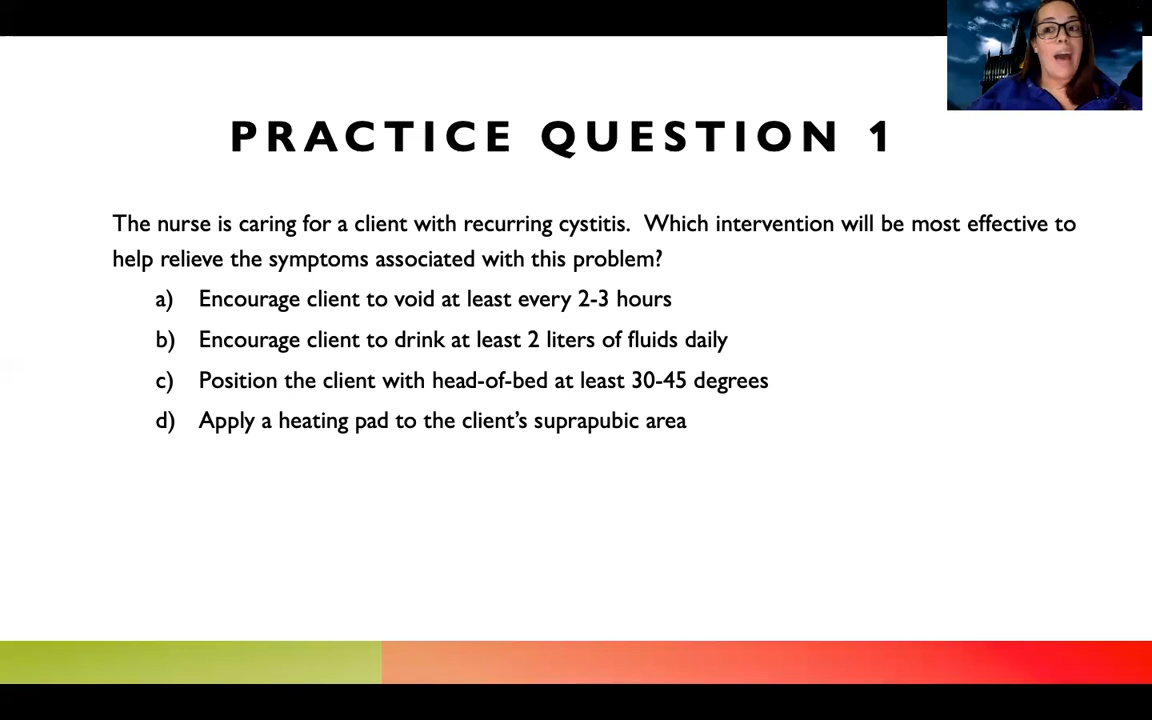 PRACTICE QUESTION 1
The nurse is caring for a client with recurring cystitis.  Which intervention will be most effective to
help relieve the symptoms associated with this problem?
a) Encourage client to void at least every 2-3 hours
b) Encourage client to drink at least 2 liters of fluids daily
c) Position the client with head-of-bed at least 30-45 degrees
d) Apply a heating pad to the client’s suprapubic area